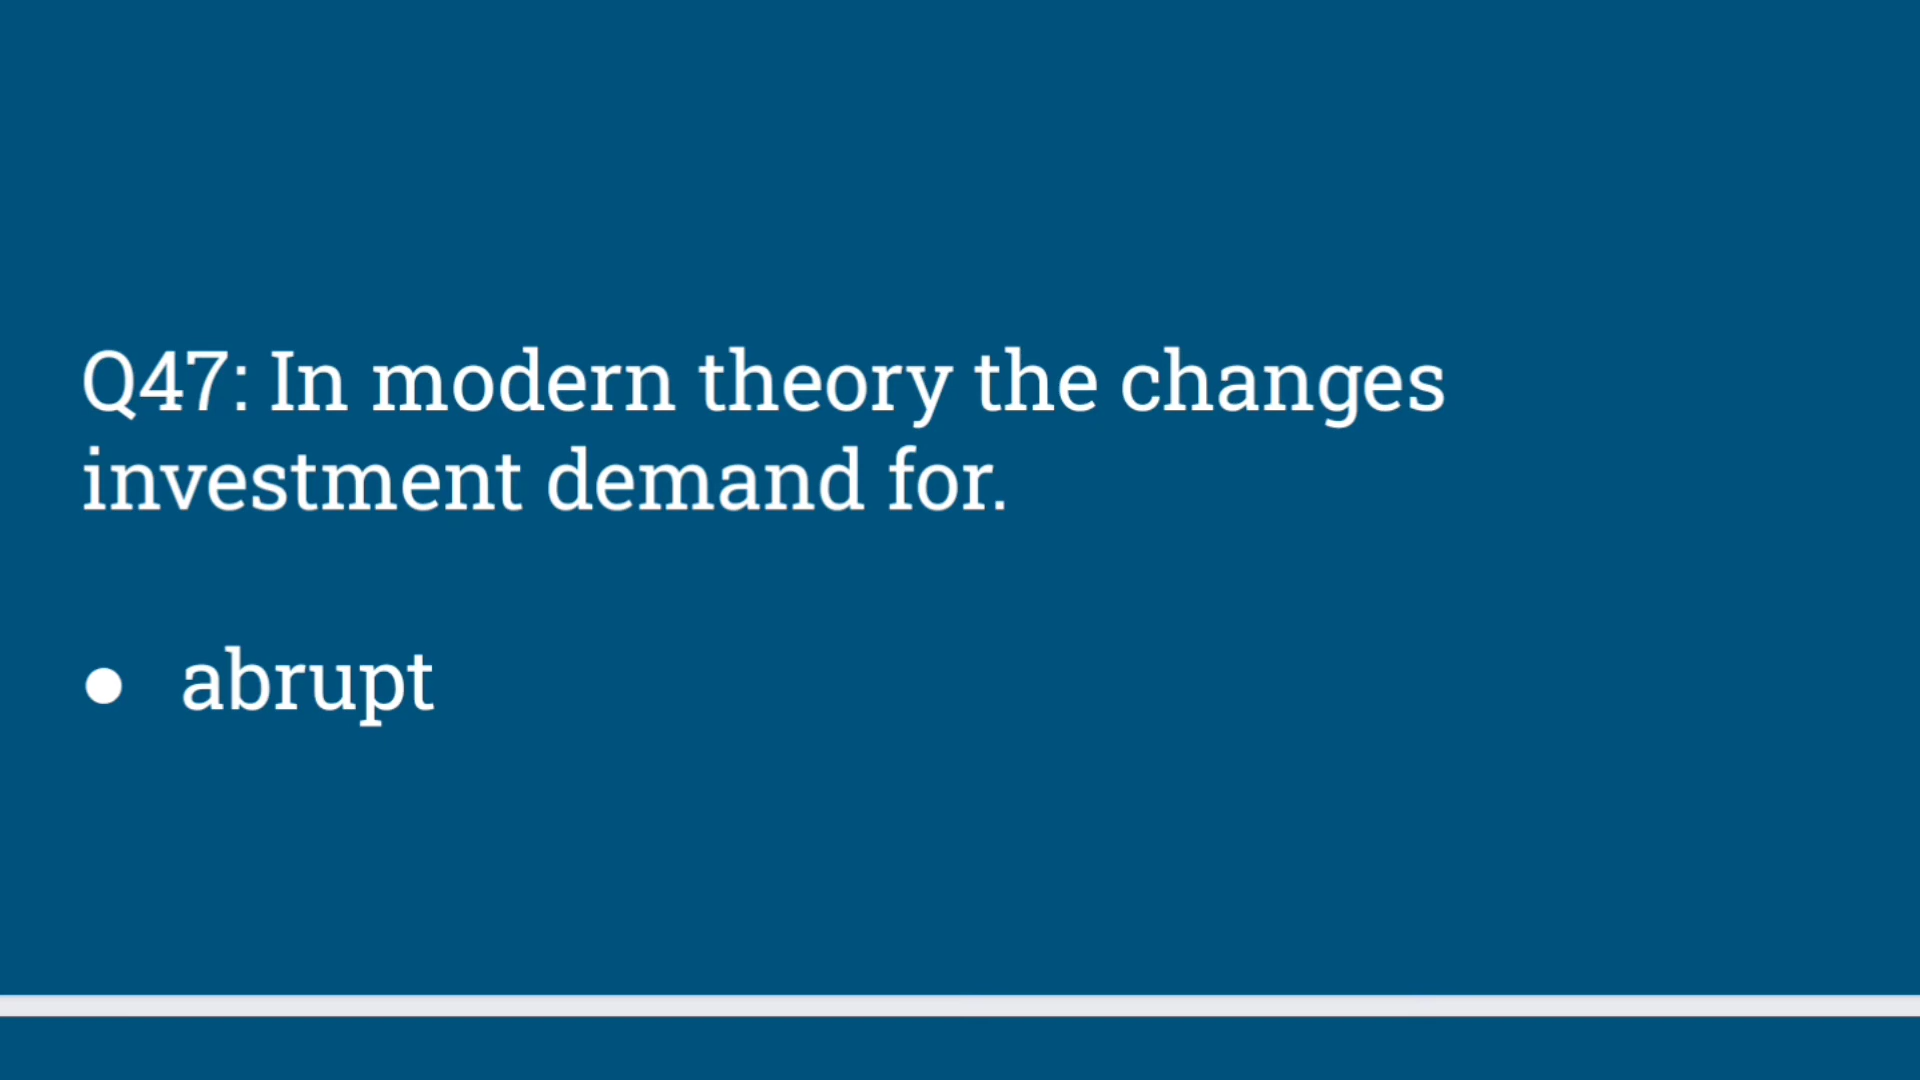 Q47: In modern theory the changes
investment demand for.
● abrupt